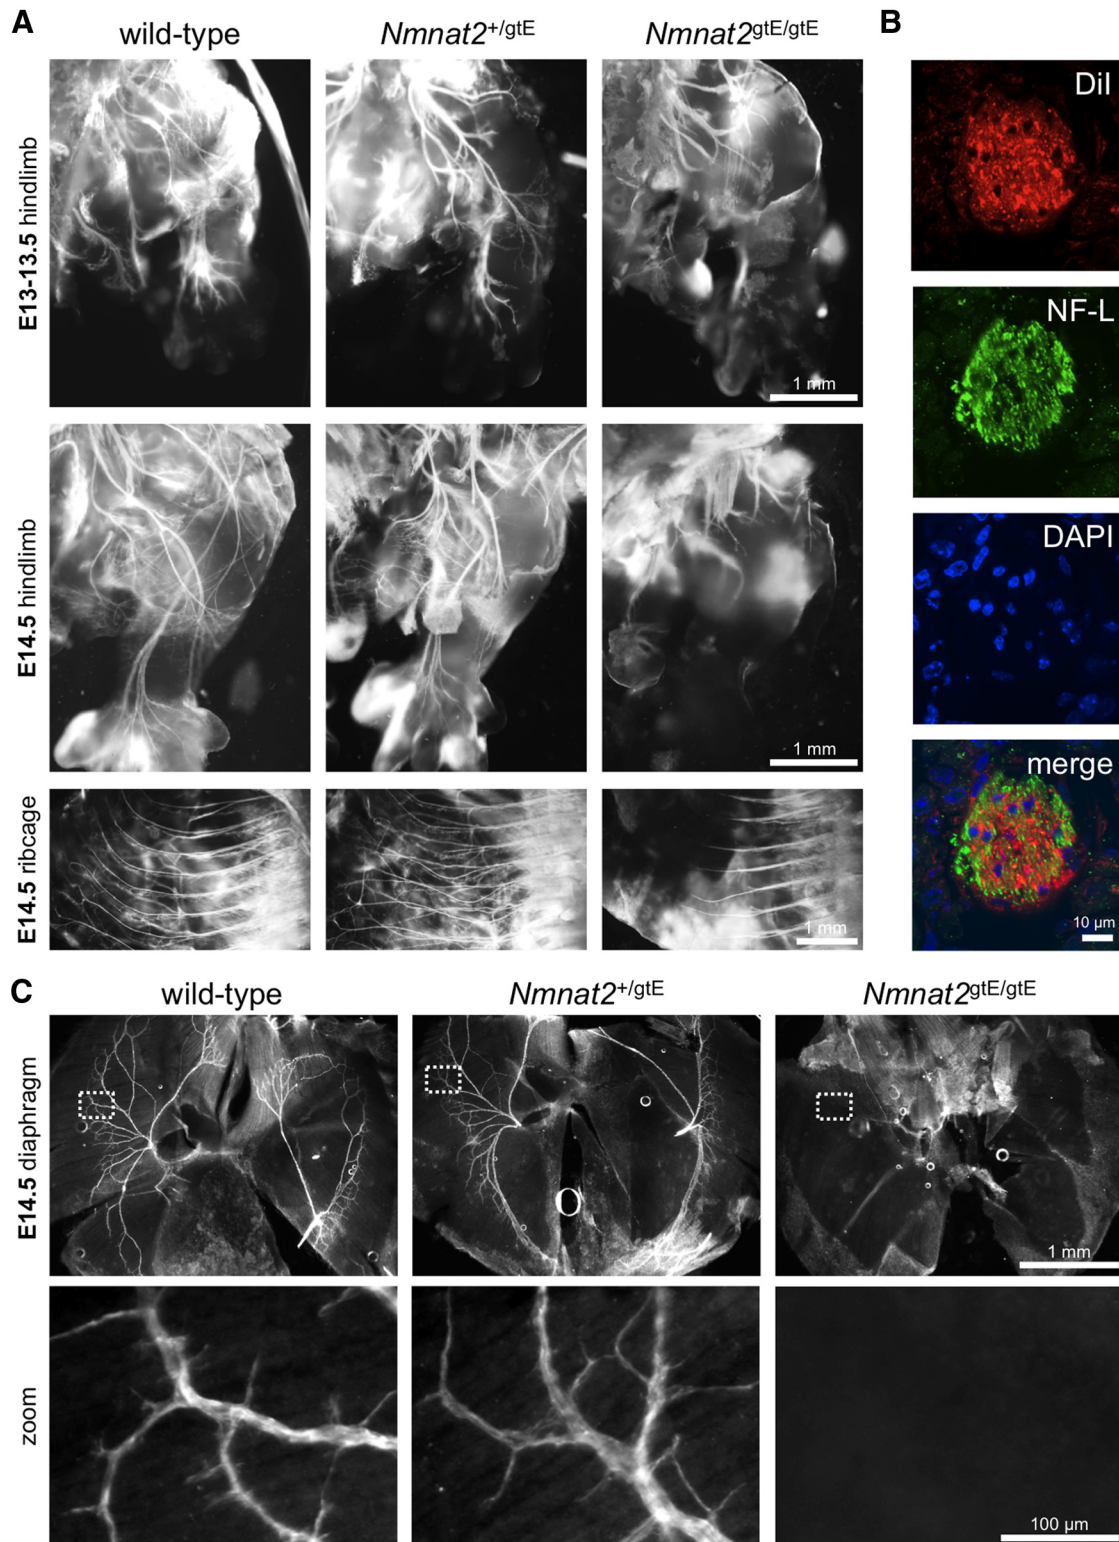 A
wild-type
Nmnat2+/gtE
Nmnat2gtE/gtE
B
E13-13.5 hindlimb
1 mm
E14.5 hindlimb
1 mm
E14.5 ribcage
1 mm
DiI
NF-L
DAPI
merge
10 μm
C
wild-type
Nmnat2+/gtE
Nmnat2gtE/gtE
E14.5 diaphragm
1 mm
zoom
100 μm